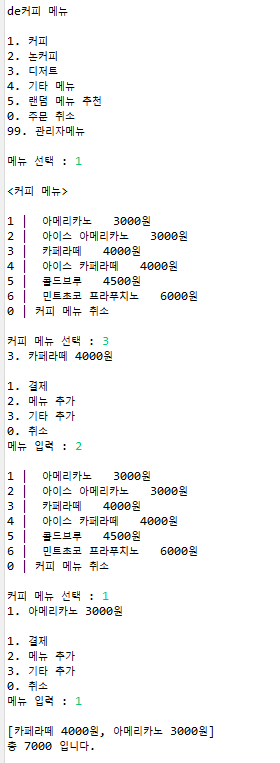 de커피 메뉴
1. 커피
2. 논커피
3. 디저트
4. 기타 메뉴
5. 랜덤 메뉴 추천
0. 주문 취소
99. 관리자메뉴
메뉴 선택 : 1
<커피 메뉴>
1 |  아메리카노   3000원
2 |  아이스 아메리카노   3000원
3 |  카페라떼   4000원
4 |  아이스 카페라떼   4000원
5 |  콜드브루   4500원
6 |  민트초코 프라푸치노   6000원
0 | 커피 메뉴 취소
커피 메뉴 선택 : 3
3. 카페라떼 4000원
1. 결제
2. 메뉴 추가
3. 기타 추가
0. 취소
메뉴 입력 : 2
1 |  아메리카노   3000원
2 |  아이스 아메리카노   3000원
3 |  카페라떼   4000원
4 |  아이스 카페라떼   4000원
5 |  콜드브루   4500원
6 |  민트초코 프라푸치노   6000원
0 | 커피 메뉴 취소
커피 메뉴 선택 : 1
1. 아메리카노 3000원
1. 결제
2. 메뉴 추가
3. 기타 추가
0. 취소
메뉴 입력 : 1
[카페라떼 4000원, 아메리카노 3000원]
총 7000 입니다.